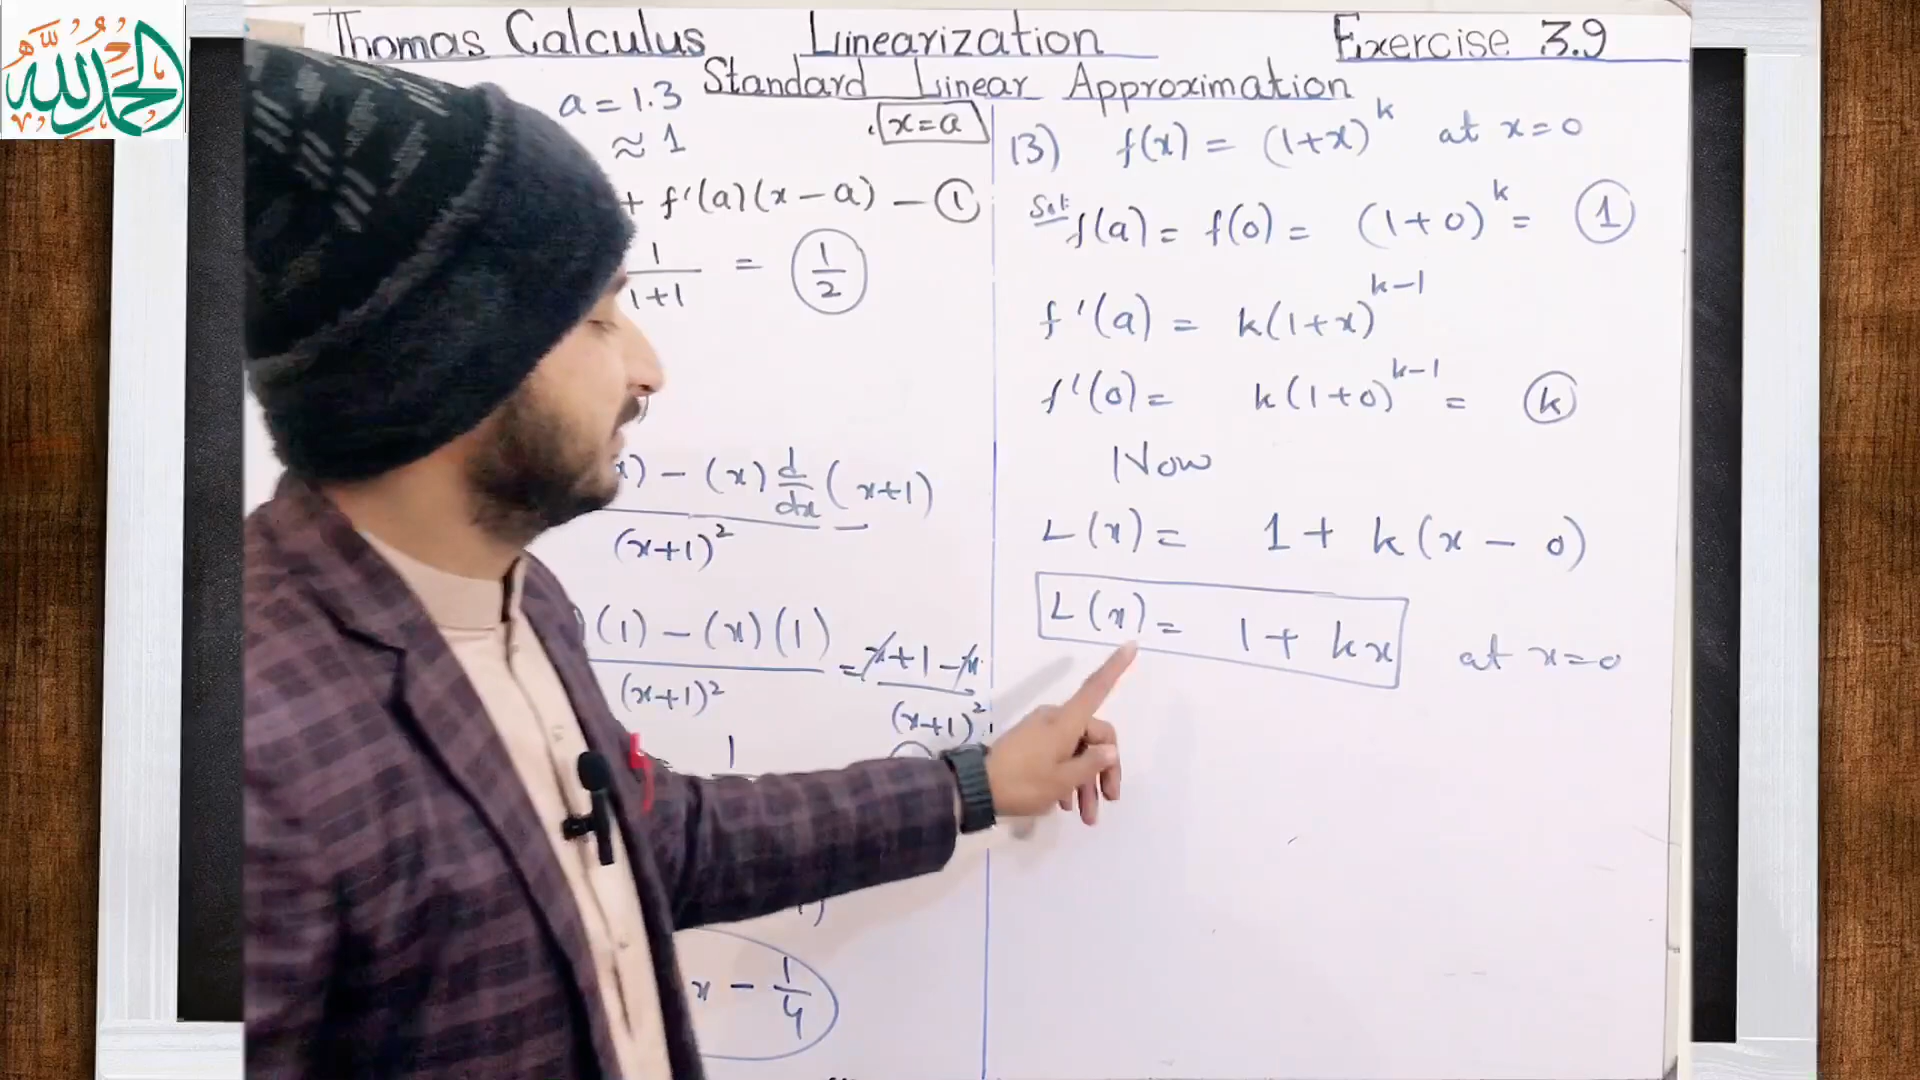 الحمدلله
Thomas Calculus Linearization Exercise 3.9
Standard Linear Approximation
a = 1.3
≈ 1
x = a
+ f'(a)(x - a) - ①
1/(1+1) = 1/2
x) - (x) d/dx (x+1)
(x+1)^2
)(1) - (x)(1) = x+1-x
(x+1)^2 (x+1)^2
1
x - 1/4
13) f(x) = (1+x)^k at x=0
Sol: f(a) = f(0) = (1+0)^k = 1
f'(a) = k(1+x)^k-1
f'(0) = k(1+0)^k-1 = k
Now
L(x) = 1 + k(x - 0)
L(x) = 1 + kx at x=0